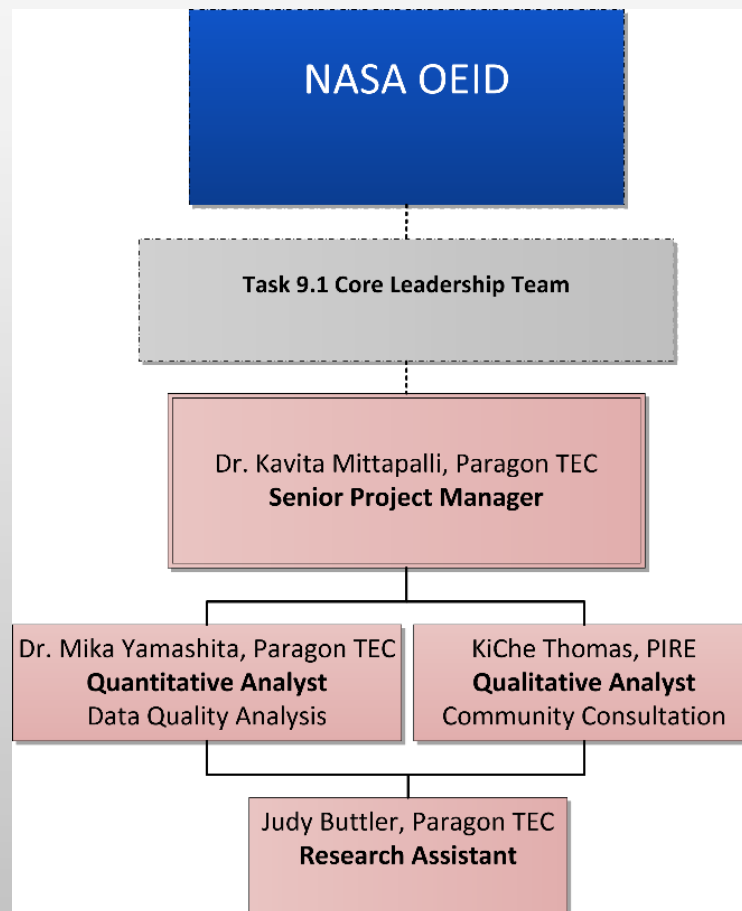 NASA OEID
Task 9.1 Core Leadership Team
Dr. Kavita Mittapalli, Paragon TEC
Senior Project Manager
Dr. Mika Yamashita, Paragon TEC
Quantitative Analyst
Data Quality Analysis
KiChe Thomas, PIRE
Qualitative Analyst
Community Consultation
Judy Buttler, Paragon TEC
Research Assistant